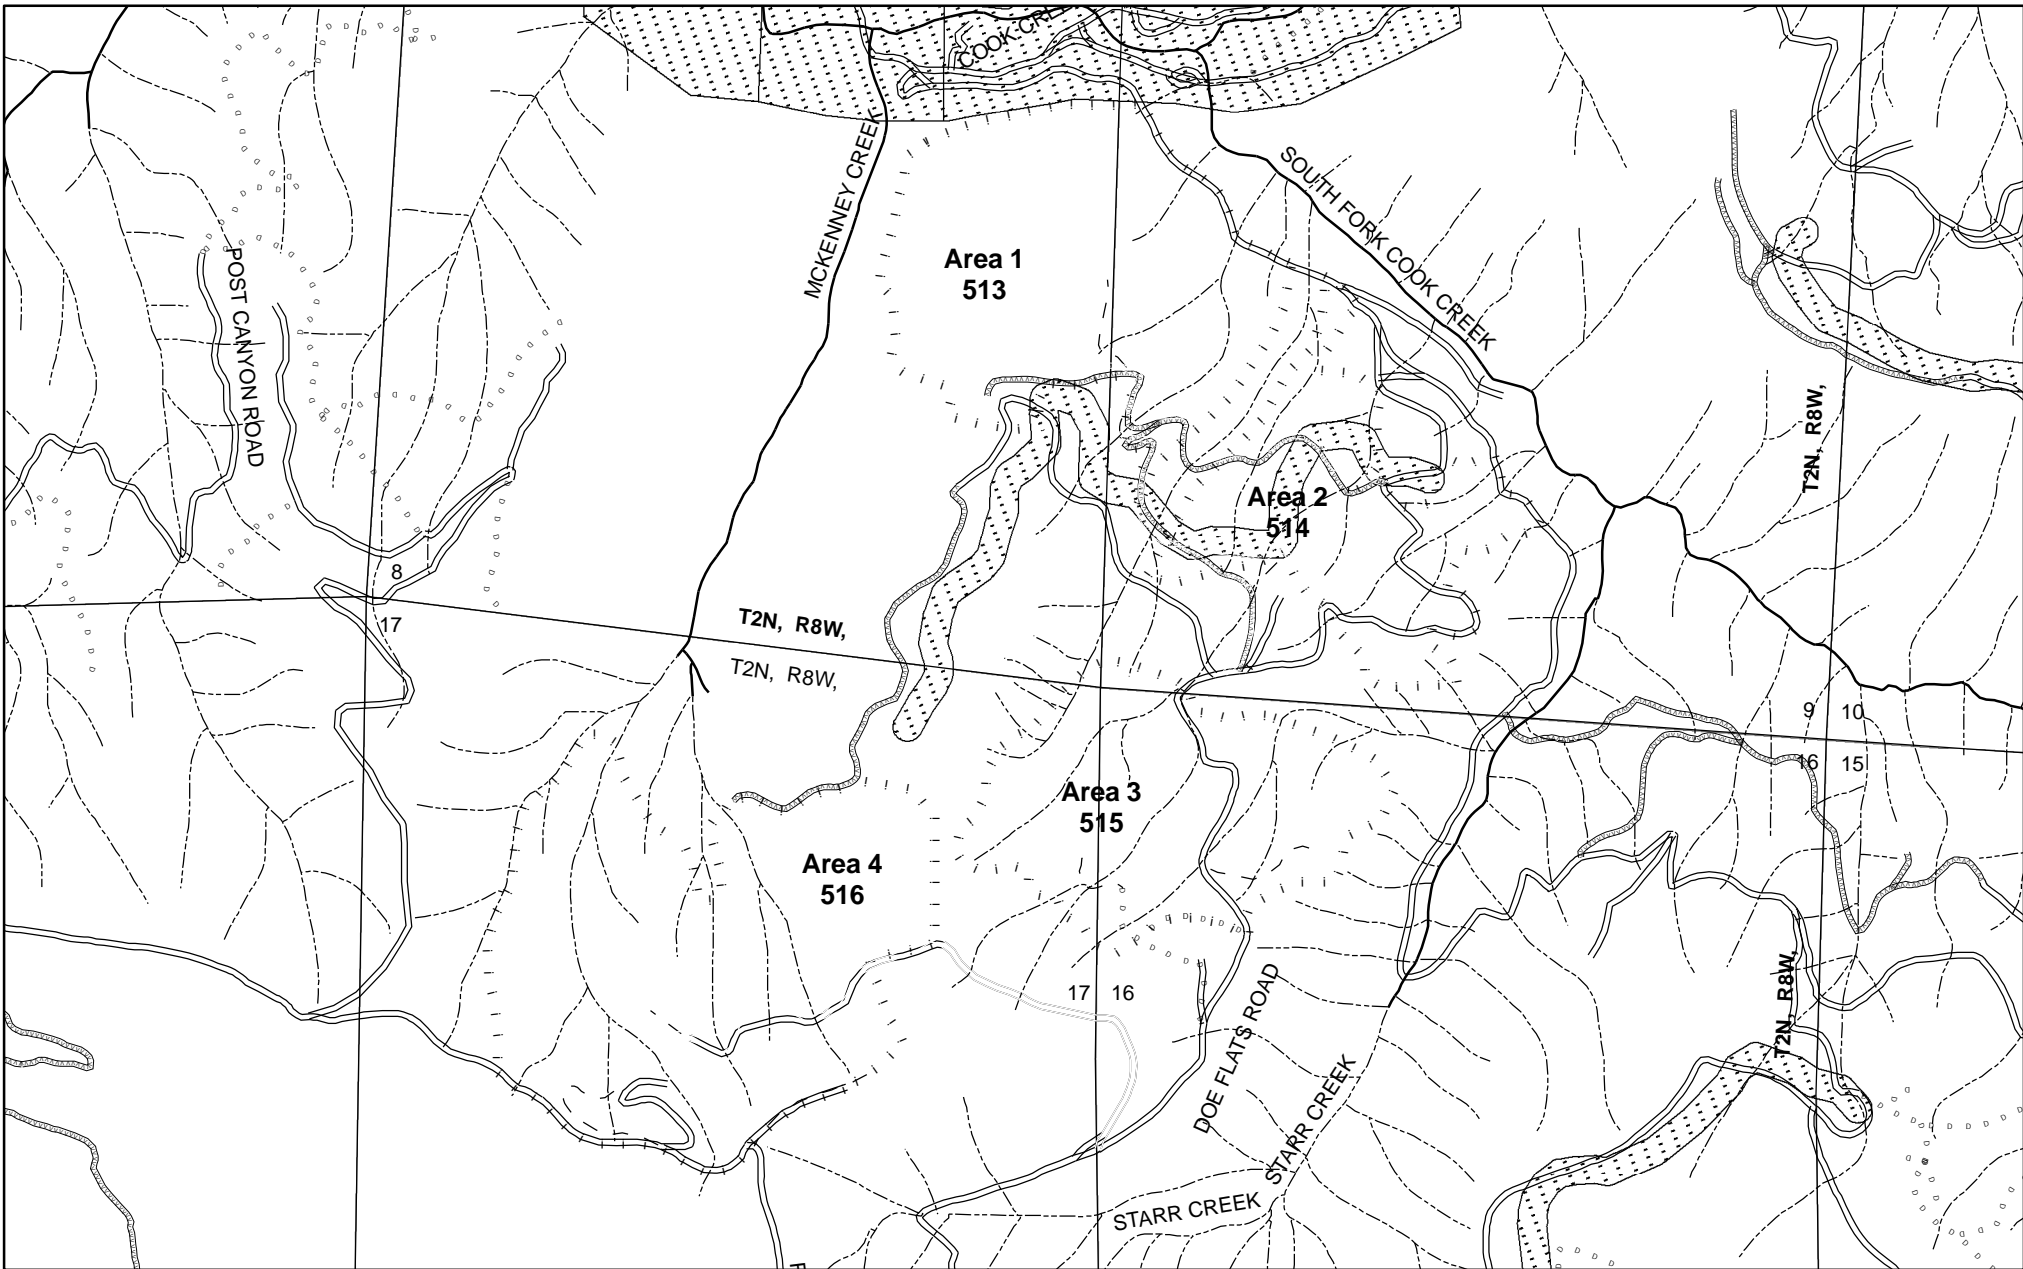 COOK CRE
MCKENNEY CREEK
SOUTH FORK COOK CREEK
POST CANYON ROAD
Area 1
513
T2N, R8W,
Area 2
514
8
17
T2N, R8W,
T2N, R8W,
9 10
16 15
Area 3
515
Area 4
516
17 16
T2N, R8W,
DOE FLATS ROAD
STARR CREEK
STARR CREEK